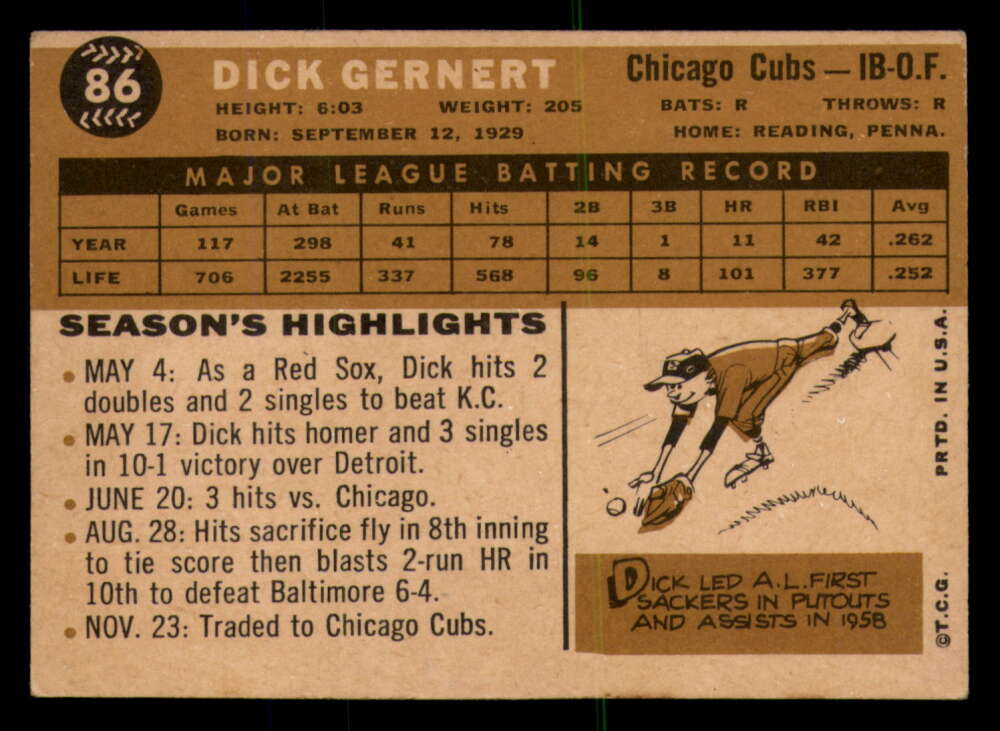 86
DICK GERNERT
Chicago Cubs — IB-O.F.
HEIGHT: 6:03 WEIGHT: 205 BATS: R THROWS: R
BORN: SEPTEMBER 12, 1929 HOME: READING, PENNA.
MAJOR LEAGUE BATTING RECORD
Games At Bat Runs Hits 2B 3B HR RBI Avg
YEAR 117 298 41 78 14 1 11 42 .262
LIFE 706 2255 337 568 96 8 101 377 .252
SEASON'S HIGHLIGHTS
• MAY 4: As a Red Sox, Dick hits 2
doubles and 2 singles to beat K.C.
• MAY 17: Dick hits homer and 3 singles
in 10-1 victory over Detroit.
• JUNE 20: 3 hits vs. Chicago.
• AUG. 28: Hits sacrifice fly in 8th inning
to tie score then blasts 2-run HR in
10th to defeat Baltimore 6-4.
• NOV. 23: Traded to Chicago Cubs.
DICK LED A.L. FIRST
SACKERS IN PUTOUTS
AND ASSISTS IN 1958
PRTD. IN U.S.A.
©T.C.G.